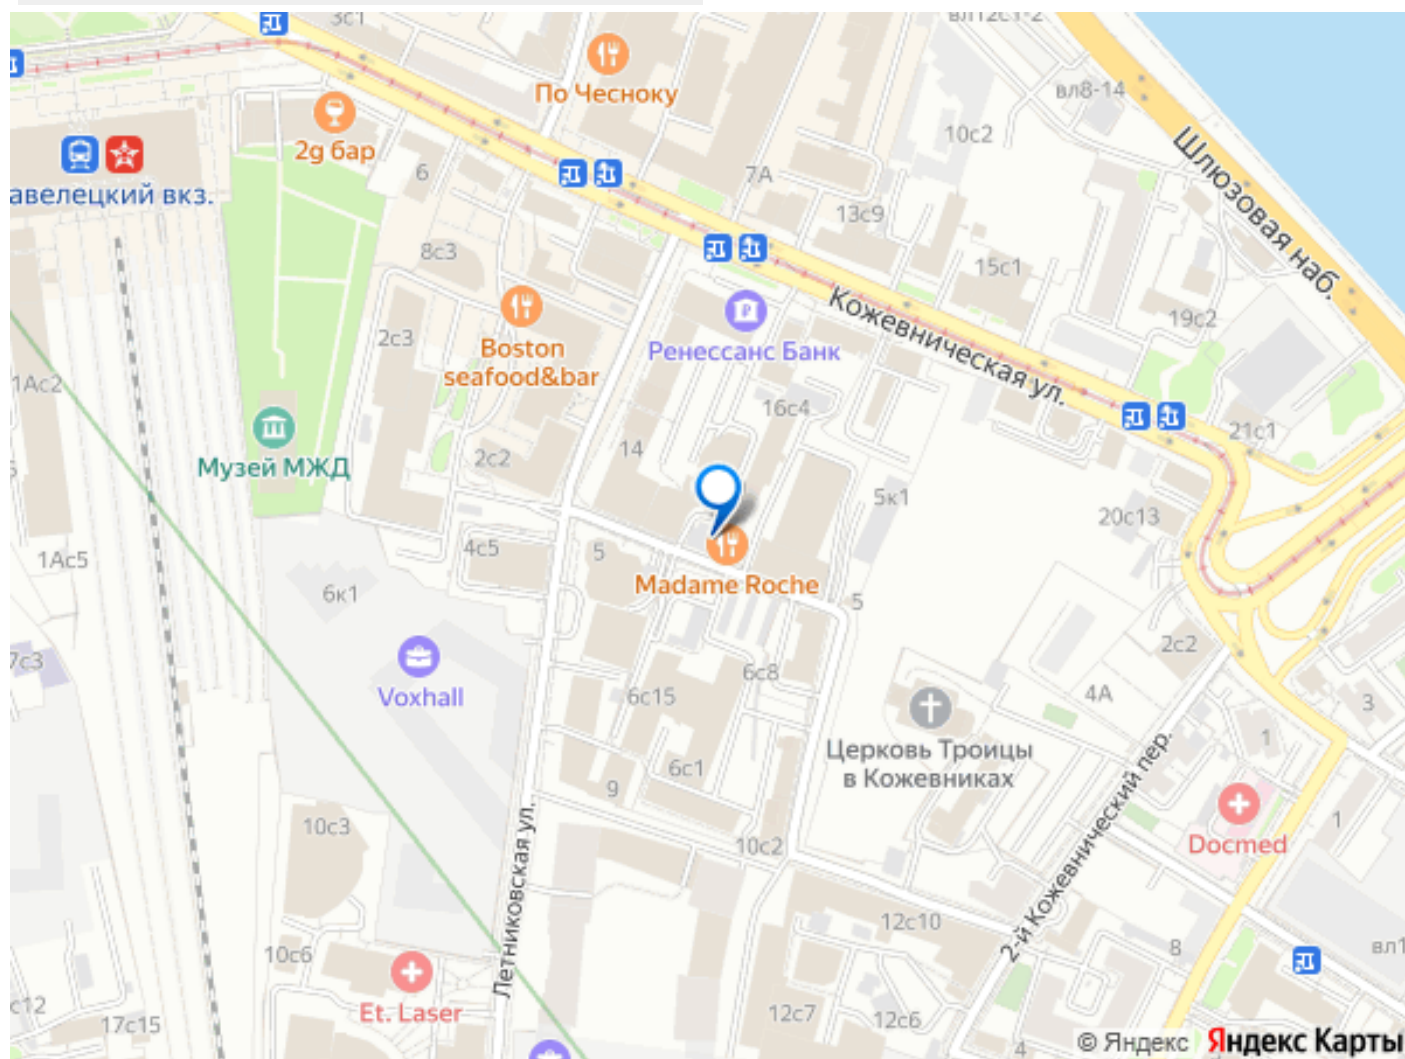 3с1
вл12с1-2
По Чесноку
вл8-14
10с2
2g бар
Шлюзовая наб.
6
7А
авелецкий вкз.
13с9
8с3
15с1
Кожевническая ул.
19с2
2с3
Boston
seafood&bar
Ренессанс Банк
1Ас2
16с4
21с1
Музей МЖД
14
2с2
5к1
20с13
4с5
5
1Ас5
Madame Roche
6к1
5
7с3
2с2
Voxhall
6с8
6с15
4А
3
Церковь Троицы
в Кожевниках
1
6с1
9
2-й Кожевнический пер.
Docmed
1
10с3
10с2
Летниковская ул.
12с10
10с6
8
вл1
Et. Laser
с12
17с15
12с7
12с6
4
© Яндекс Яндекс Карты